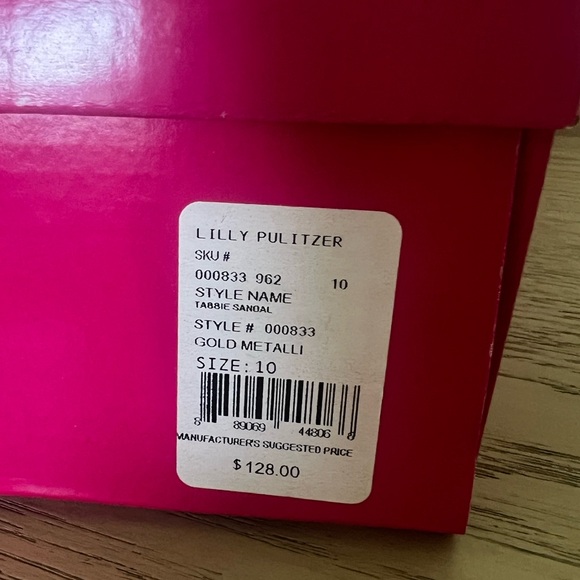 LILLY PULITZER
SKU #
000833 962 10
STYLE NAME
TABBIE SANDAL
STYLE # 000833
GOLD METALLI
SIZE: 10
8 89069 44806 6
MANUFACTURER'S SUGGESTED PRICE
$128.00